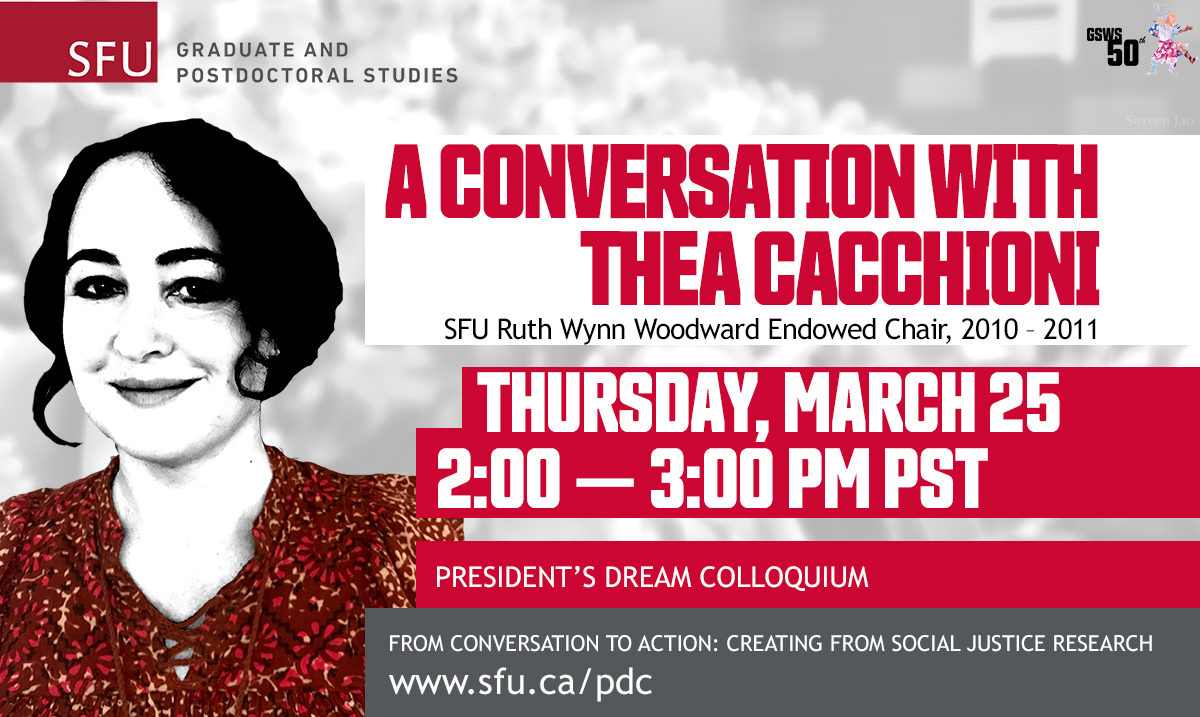 SFU
GRADUATE AND
POSTDOCTORAL STUDIES
GSWS
50th
Sorren Jao
A CONVERSATION WITH
THEA CACCHIONI
SFU Ruth Wynn Woodward Endowed Chair, 2010 – 2011
THURSDAY, MARCH 25
2:00 — 3:00 PM PST
PRESIDENT’S DREAM COLLOQUIUM
FROM CONVERSATION TO ACTION: CREATING FROM SOCIAL JUSTICE RESEARCH
www.sfu.ca/pdc